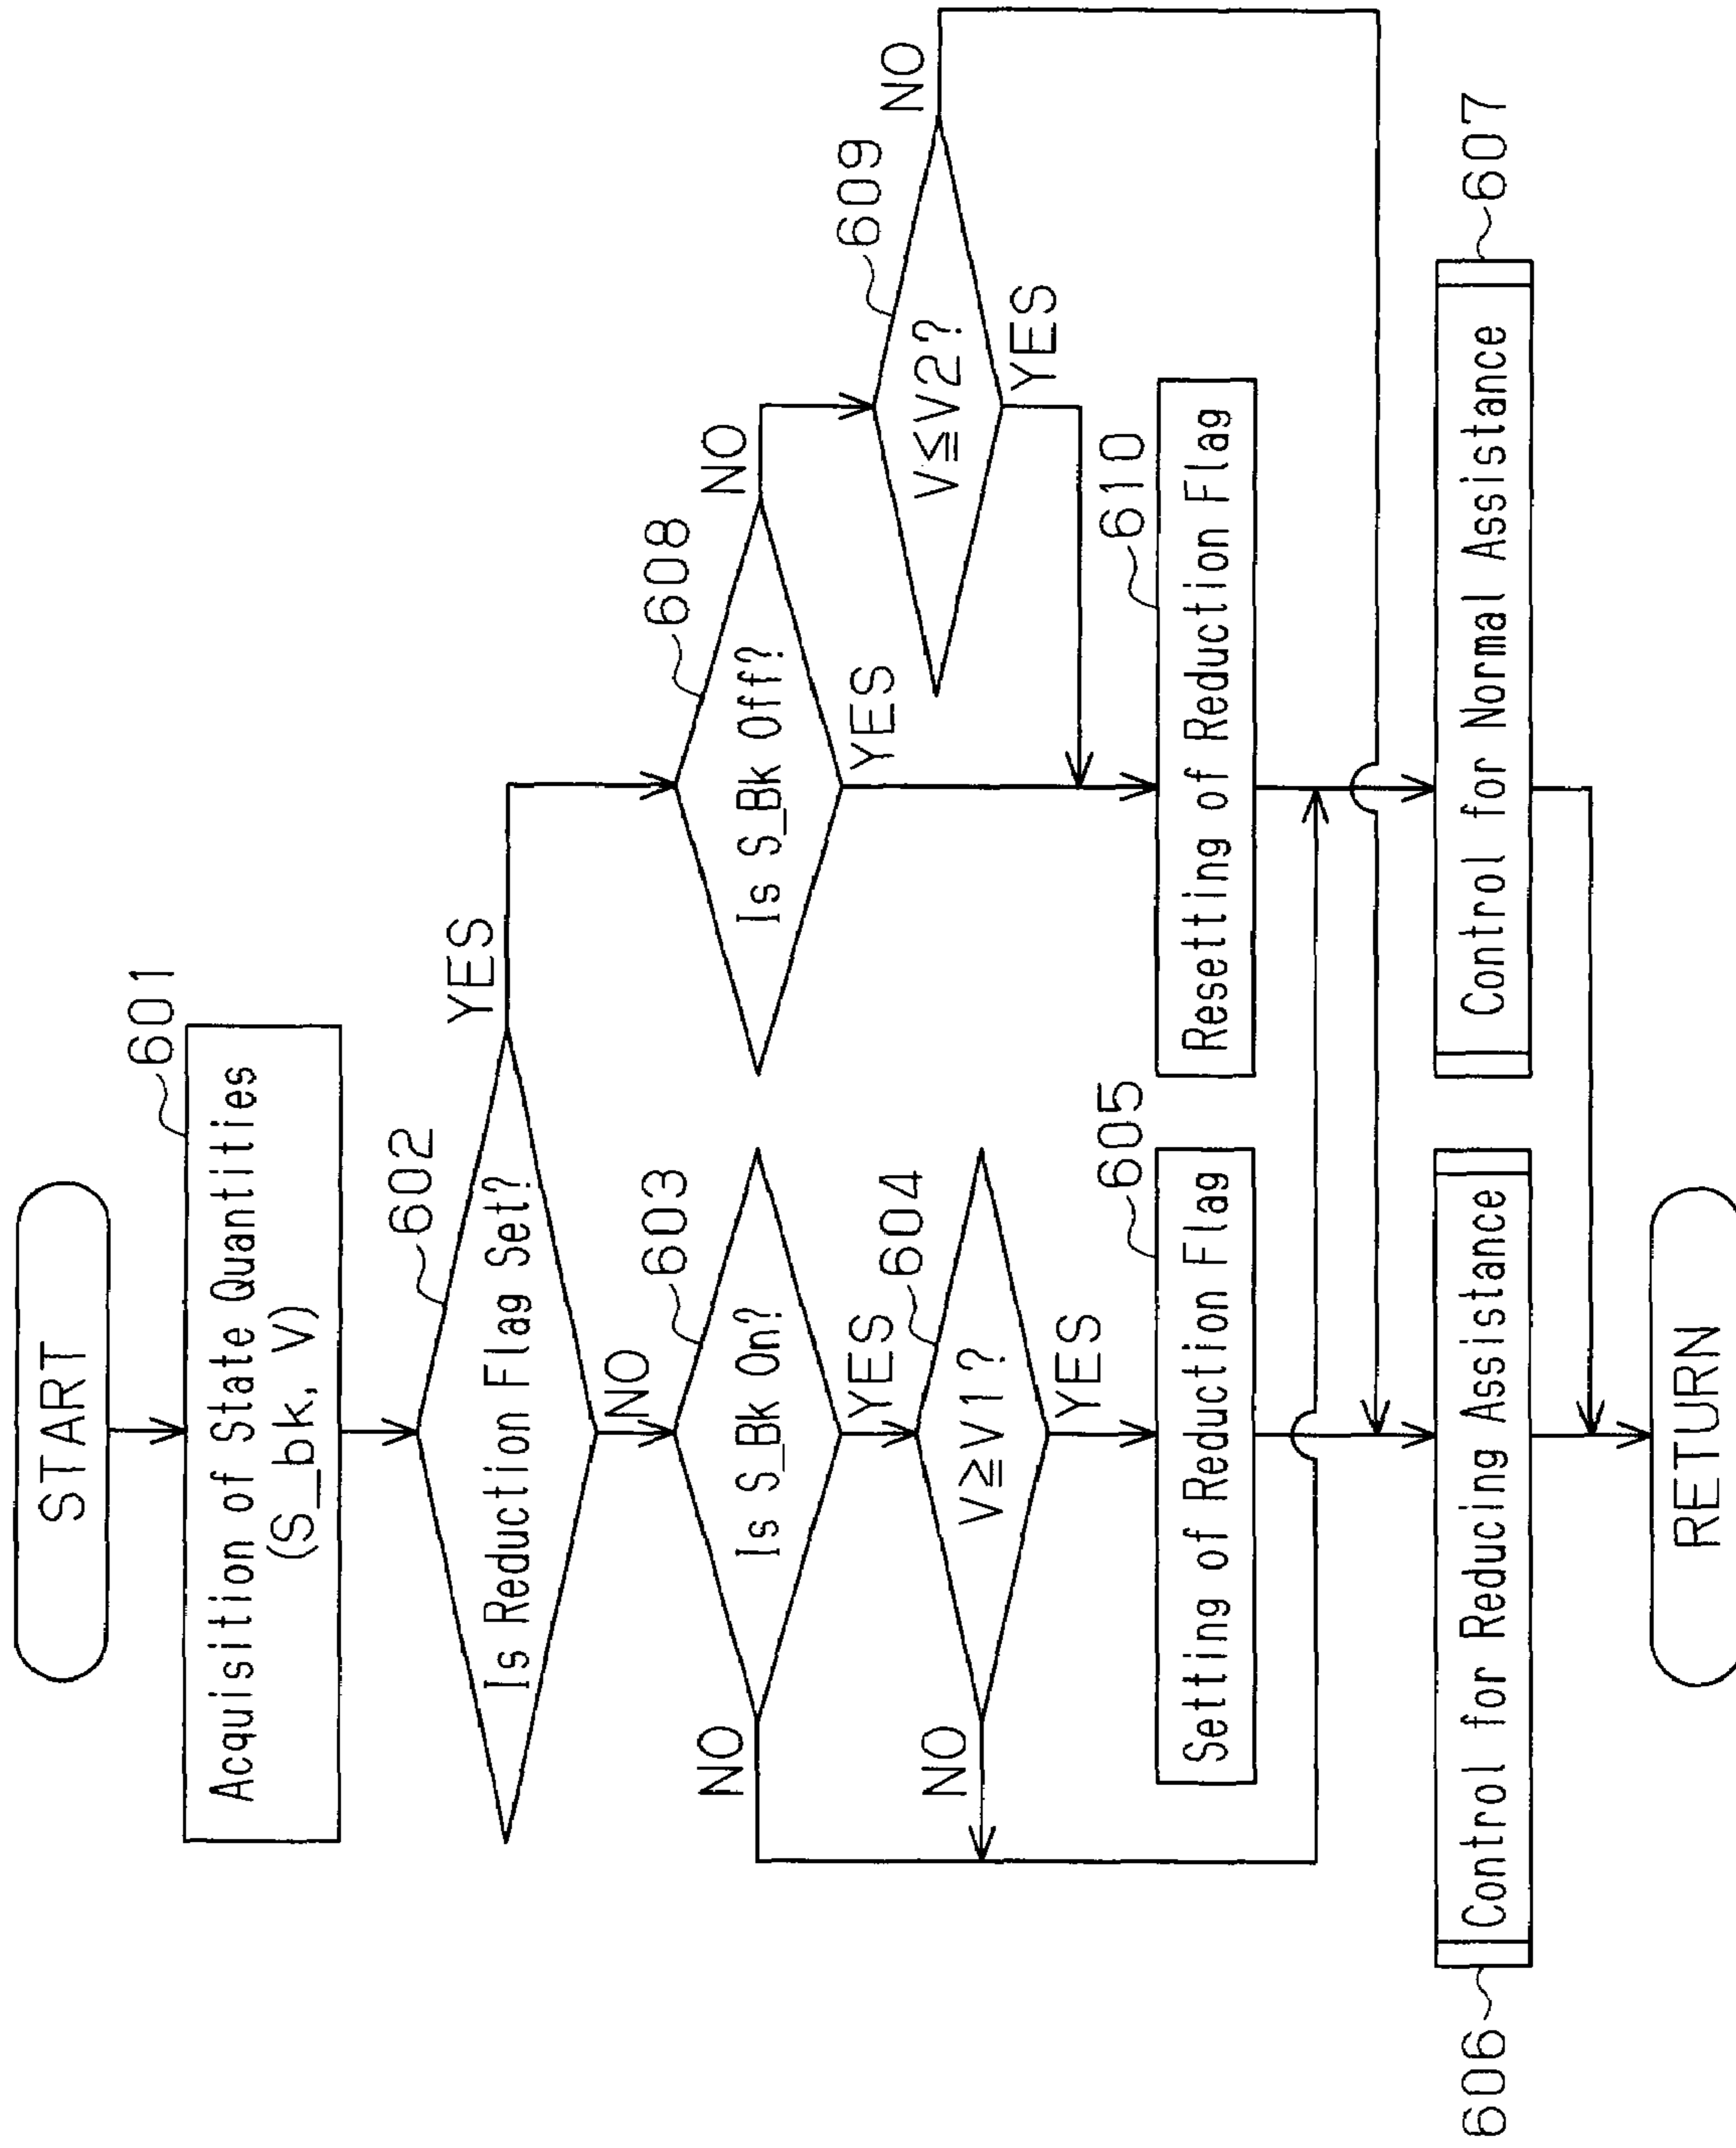 START
601
Acquisition of State Quantities
(S_bk, V)
602
Is Reduction Flag Set?
YES
NO
603
Is S_Bk On?
NO
YES
604
V≧V1?
NO
YES
605
Setting of Reduction Flag
608
Is S_Bk Off?
NO
YES
609
V≦V2?
NO
YES
610
Resetting of Reduction Flag
606
Control for Reducing Assistance
607
Control for Normal Assistance
RETURN